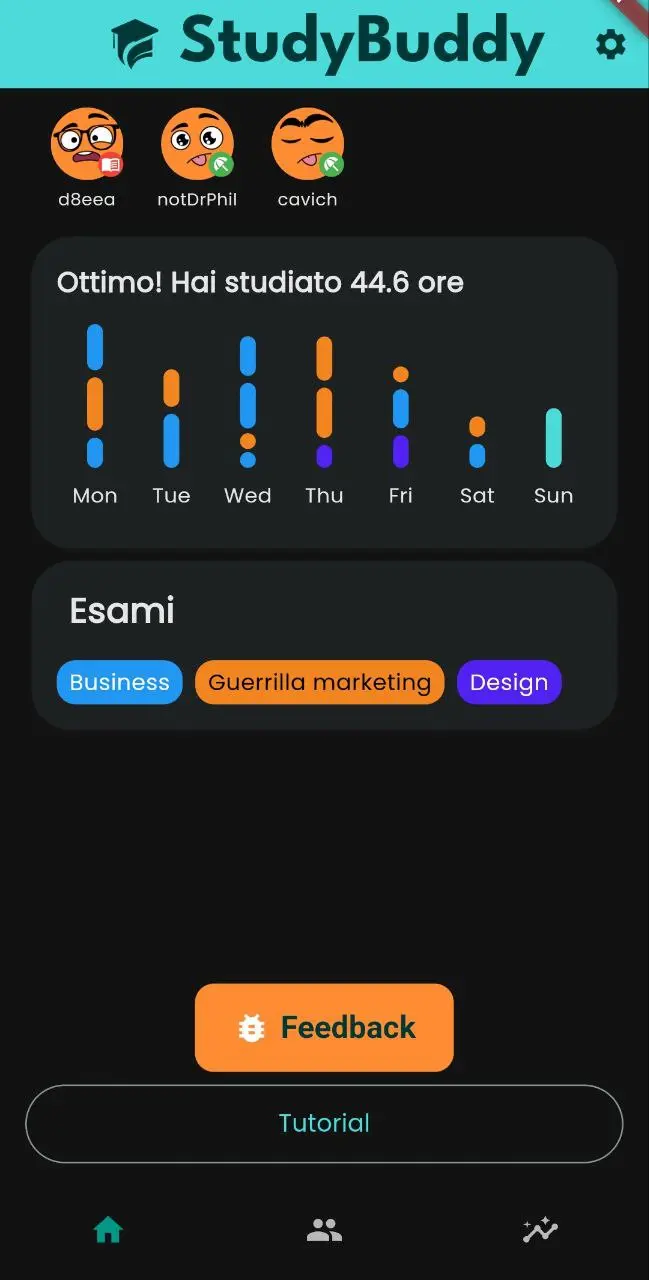 StudyBuddy
d8eea notDrPhil cavich
Ottimo! Hai studiato 44.6 ore
Mon Tue Wed Thu Fri Sat Sun
Esami
Business Guerrilla marketing Design
Feedback
Tutorial